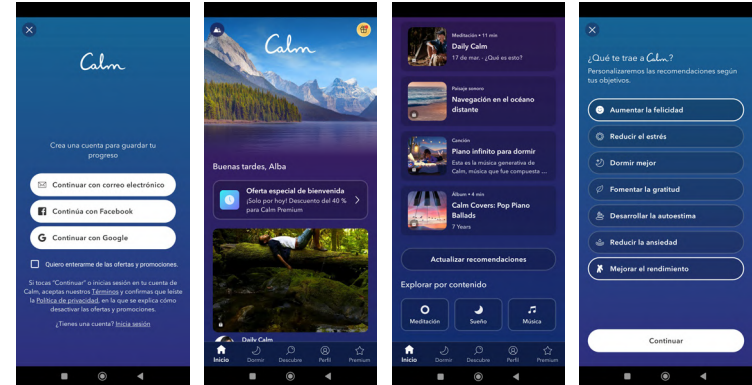 Calm
Crea una cuenta para guardar tu
progreso
Continuar con correo electrónico
Continúa con Facebook
Continuar con Google
Quiero enterarme de las ofertas y promociones.
Si tocas "Continuar" o inicias sesión en tu cuenta de
Calm, aceptas nuestros Términos y confirmas que leíste
la Política de privacidad, en la que se explica cómo
desactivar las ofertas y promociones.
¿Tienes una cuenta? Inicia sesión
Calm
Buenas tardes, Alba
Oferta especial de bienvenida
¡Solo por hoy! Descuento del 40 %
para Calm Premium
Daily Calm
Inicio Dormir Descubre Perfil Premium
Meditación • 11 min
Daily Calm
17 de mar. - ¿Qué es esto?
Paisaje sonoro
Navegación en el océano
distante
Canción
Piano infinito para dormir
Esta es la música generativa de
Calm, música que fue compuesta ...
Álbum • 4 min
Calm Covers: Pop Piano
Ballads
7 Years
Actualizar recomendaciones
Explorar por contenido
Meditación Sueño Música
Inicio Dormir Descubre Perfil Premium
¿Qué te trae a Calm?
Personalizaremos las recomendaciones según
tus objetivos.
Aumentar la felicidad
Reducir el estrés
Dormir mejor
Fomentar la gratitud
Desarrollar la autoestima
Reducir la ansiedad
Mejorar el rendimiento
Continuar